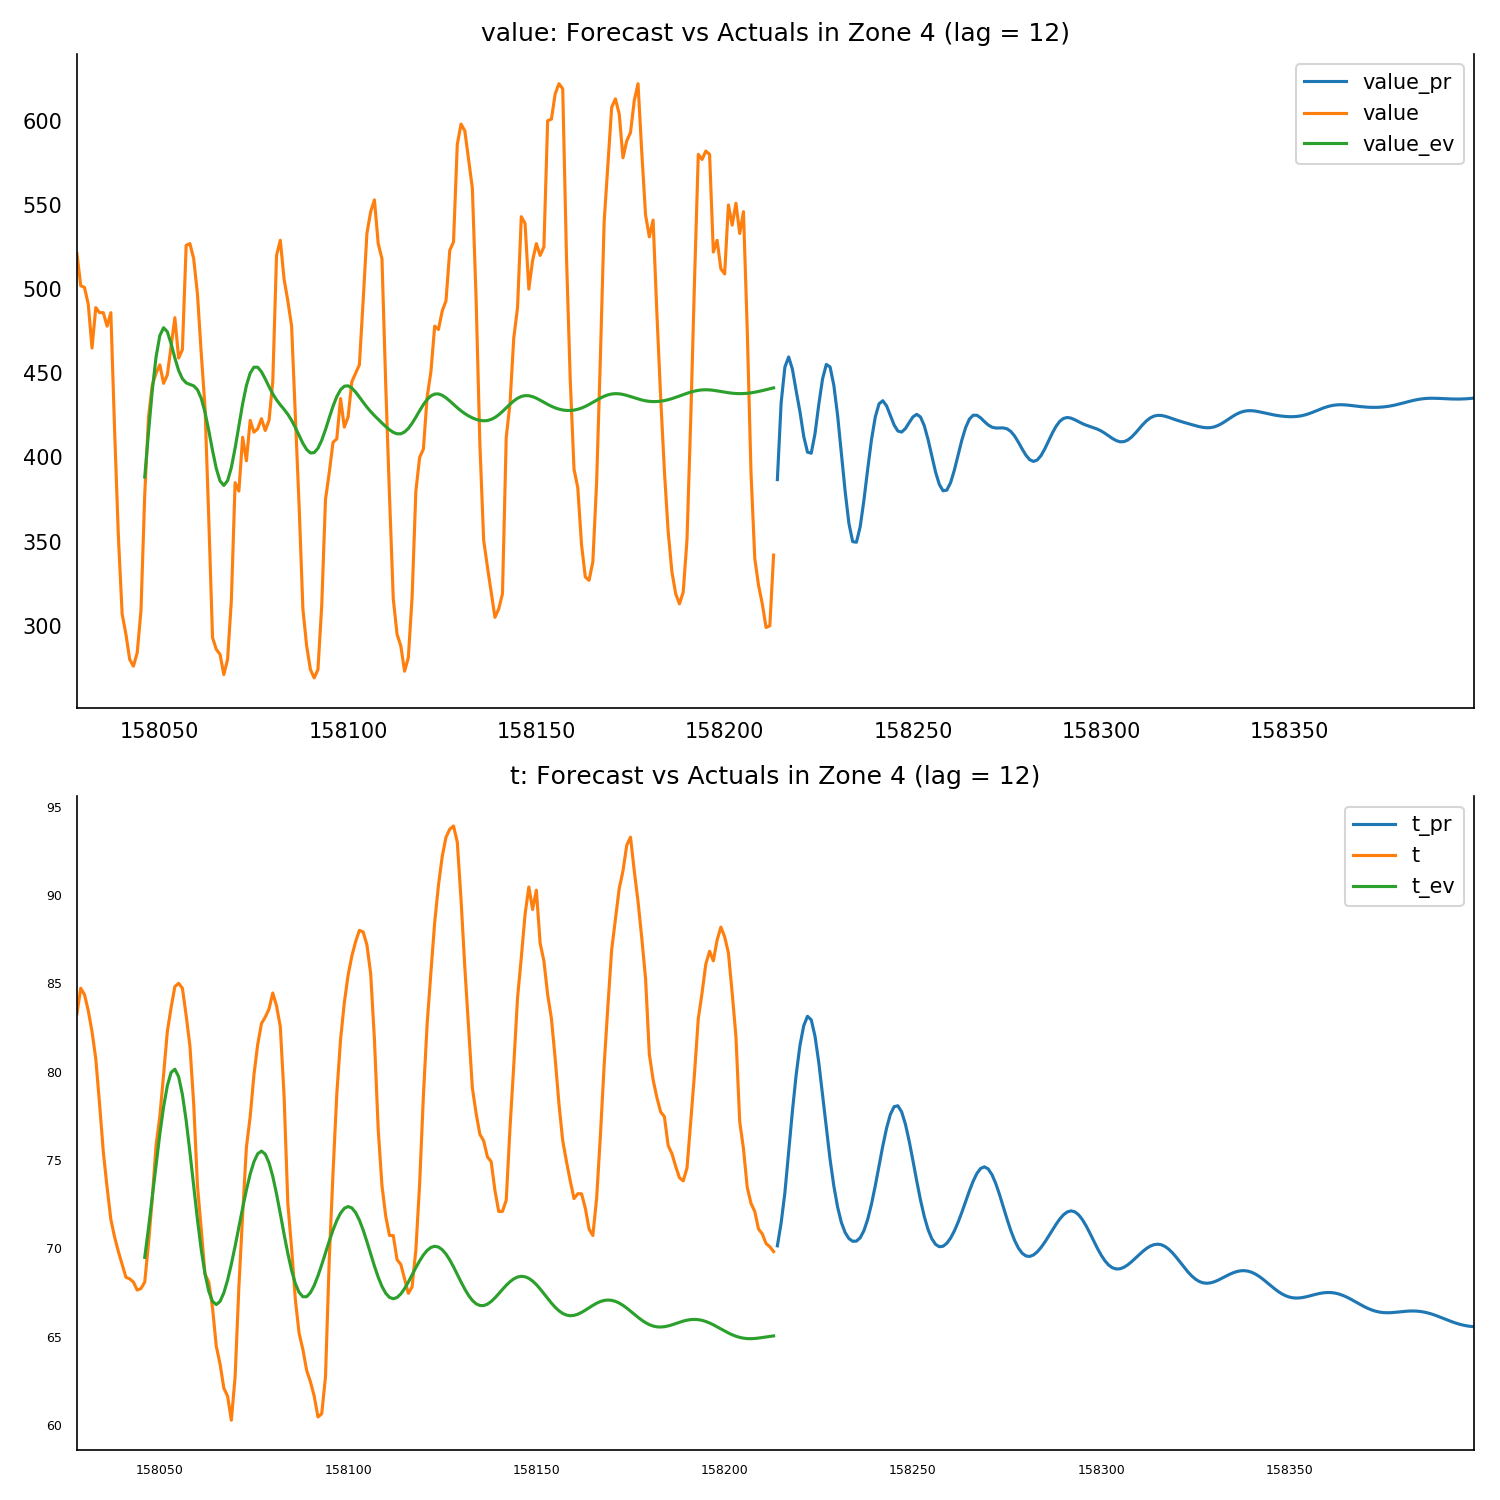 value: Forecast vs Actuals in Zone 4 (lag = 12)
value_pr
value
value_ev
600
550
500
450
400
350
300
158050 158100 158150 158200 158250 158300 158350
t: Forecast vs Actuals in Zone 4 (lag = 12)
t_pr
t
t_ev
95
90
85
80
75
70
65
60
158050 158100 158150 158200 158250 158300 158350